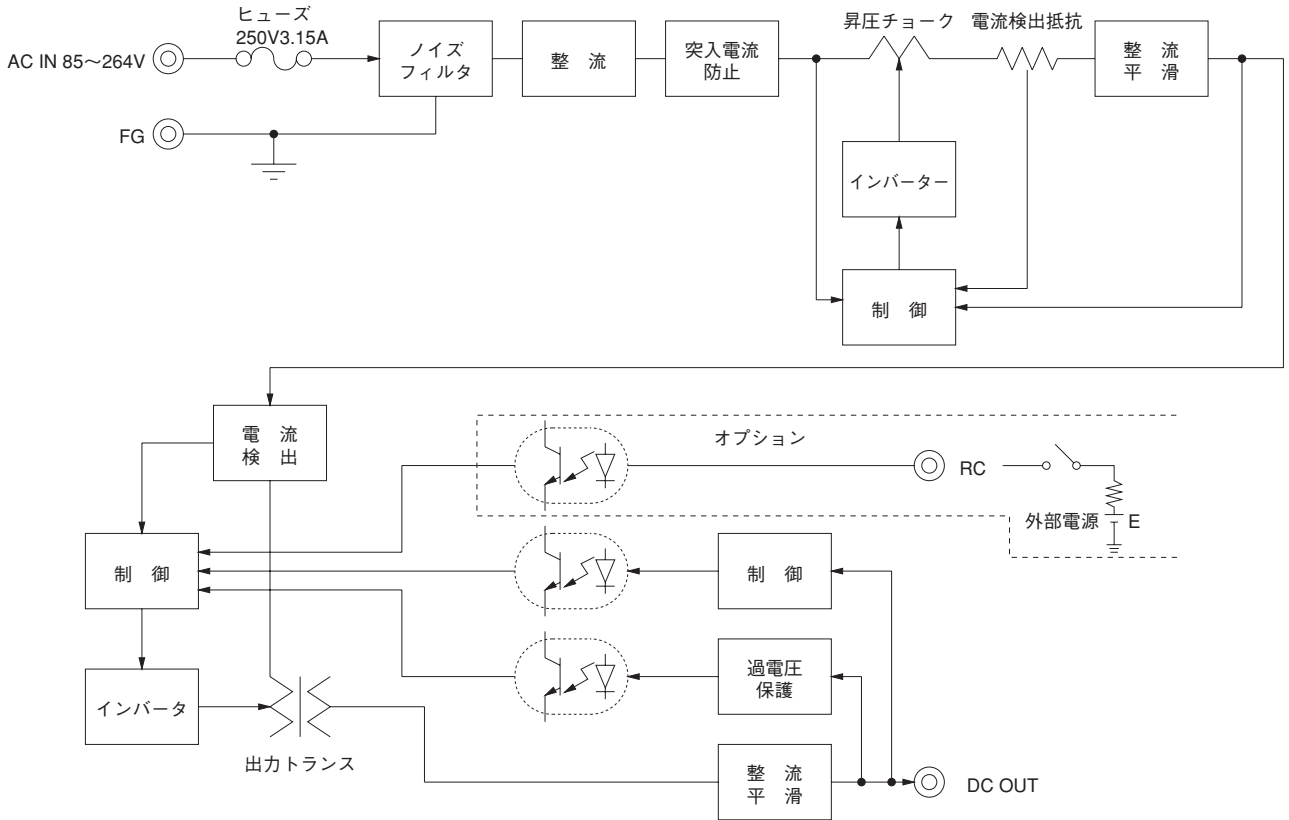 ヒューズ
250V3.15A
AC IN 85～264V
ノイズ
フィルタ
整 流
突入電流
防止
昇圧チョーク
電流検出抵抗
整 流
平 滑
FG
インバーター
制 御
電 流
検 出
オプション
RC
外部電源
E
制 御
制 御
過電圧
保護
インバータ
出力トランス
整 流
平 滑
DC OUT